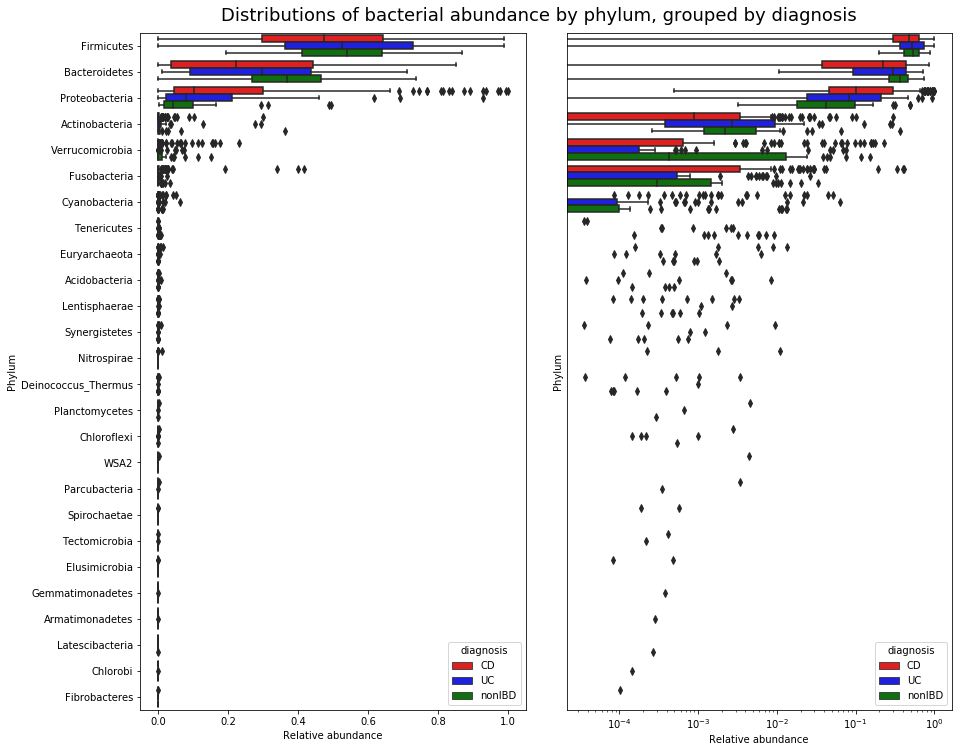 Distributions of bacterial abundance by phylum, grouped by diagnosis
Phylum
Firmicutes
Bacteroidetes
Proteobacteria
Actinobacteria
Verrucomicrobia
Fusobacteria
Cyanobacteria
Tenericutes
Euryarchaeota
Acidobacteria
Lentisphaerae
Synergistetes
Nitrospirae
Deinococcus_Thermus
Planctomycetes
Chloroflexi
WSA2
Parcubacteria
Spirochaetae
Tectomicrobia
Elusimicrobia
Gemmatimonadetes
Armatimonadetes
Latescibacteria
Chlorobi
Fibrobacteres
0.0 0.2 0.4 0.6 0.8 1.0
Relative abundance
diagnosis
CD
UC
nonIBD
Phylum
10⁻⁴ 10⁻³ 10⁻² 10⁻¹ 10⁰
Relative abundance
diagnosis
CD
UC
nonIBD